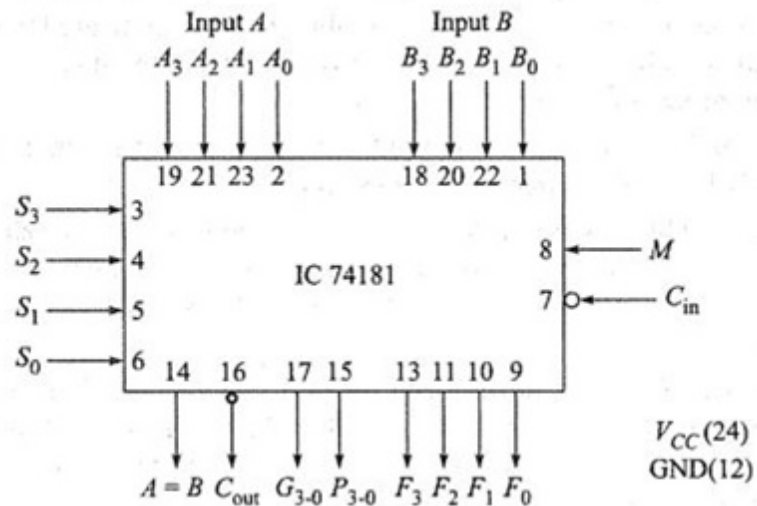 Input A Input B
A3 A2 A1 A0 B3 B2 B1 B0
19 21 23 2 18 20 22 1
S3 3
8 M
S2 4
IC 74181
7 Cin
S1 5
S0 6
14 16 17 15 13 11 10 9
VCC(24)
GND(12)
A = B Cout G3-0 P3-0 F3 F2 F1 F0